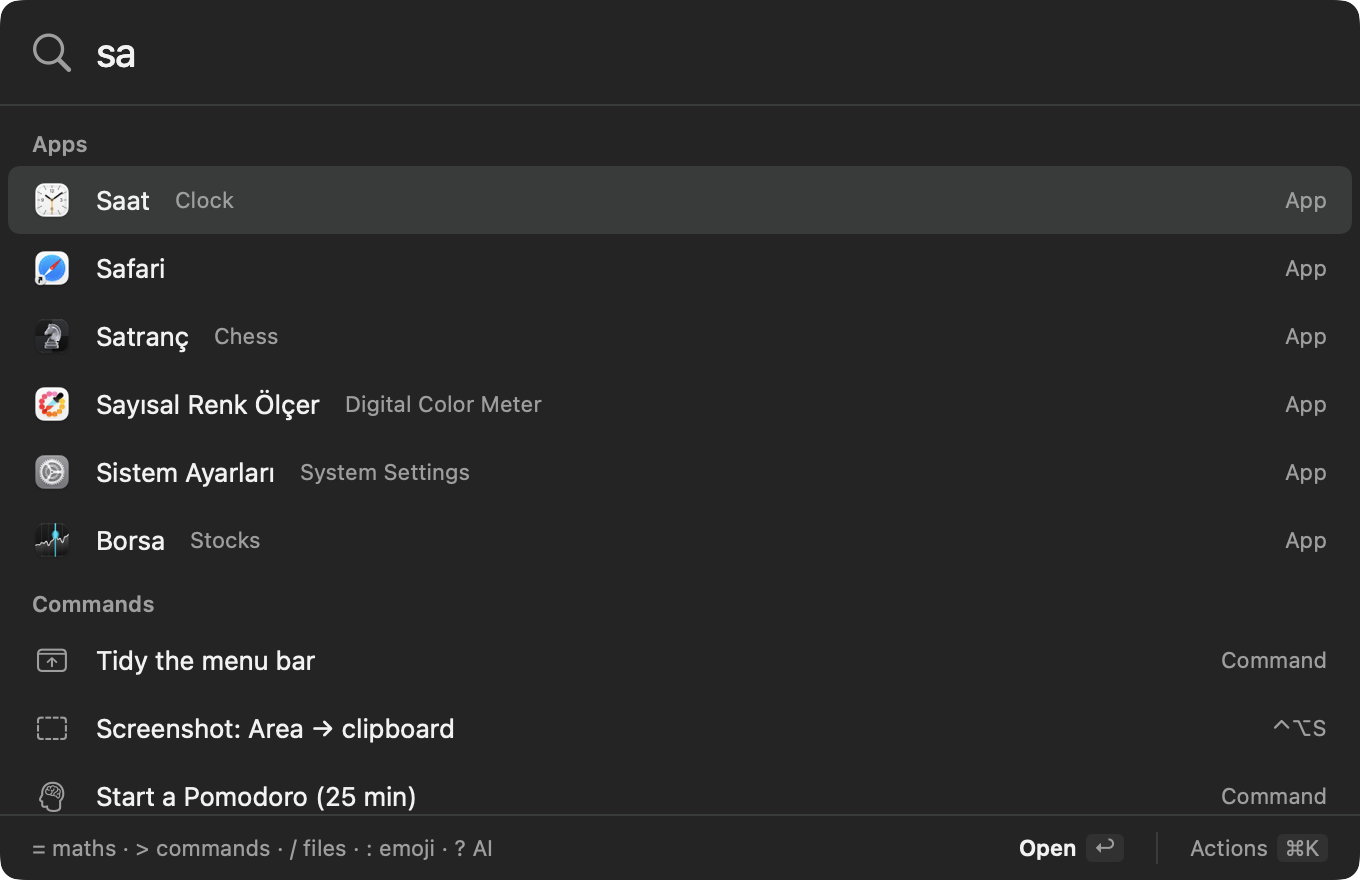 sa
Apps
Saat Clock App
Safari App
Satranç Chess App
Sayısal Renk Ölçer Digital Color Meter App
Sistem Ayarları System Settings App
Borsa Stocks App
Commands
Tidy the menu bar Command
Screenshot: Area → clipboard ^⌥S
Start a Pomodoro (25 min) Command
= maths · > commands · / files · : emoji · ? AI Open ↩ Actions ⌘K